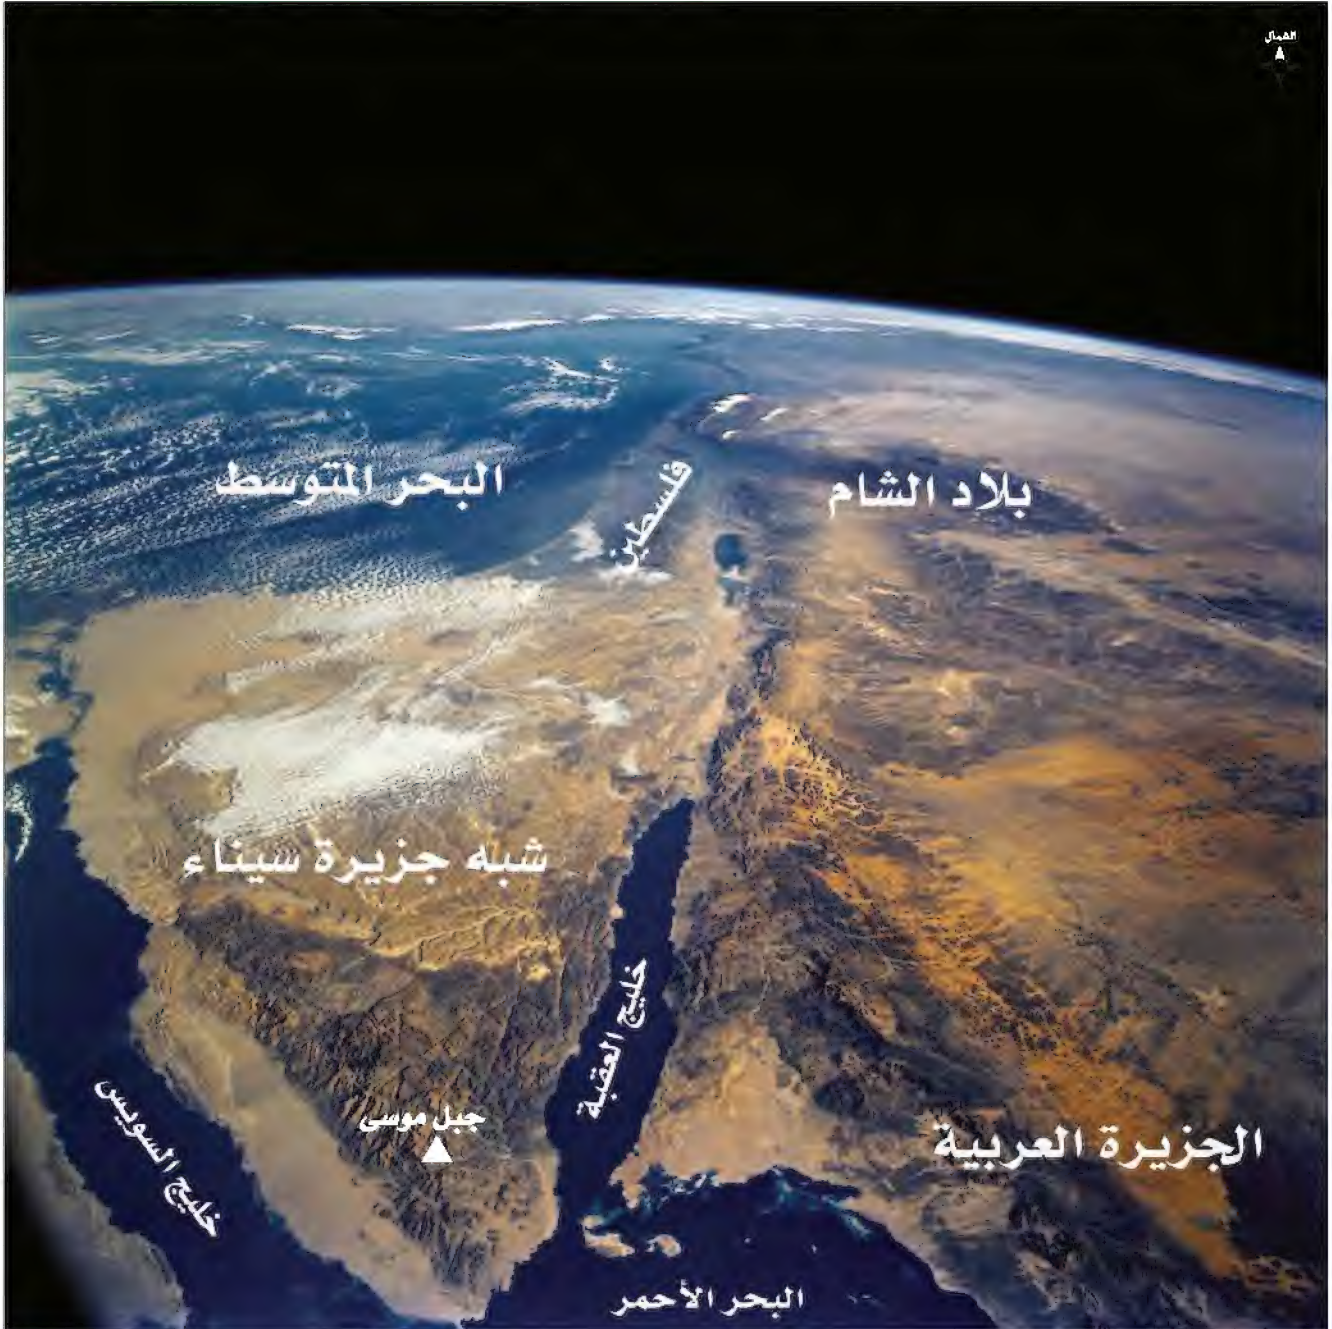 الشمال
البحر المتوسط
فلسطين
بلاد الشام
شبه جزيرة سيناء
خليج العقبة
جبل موسى
خليج السويس
الجزيرة العربية
البحر الأحمر